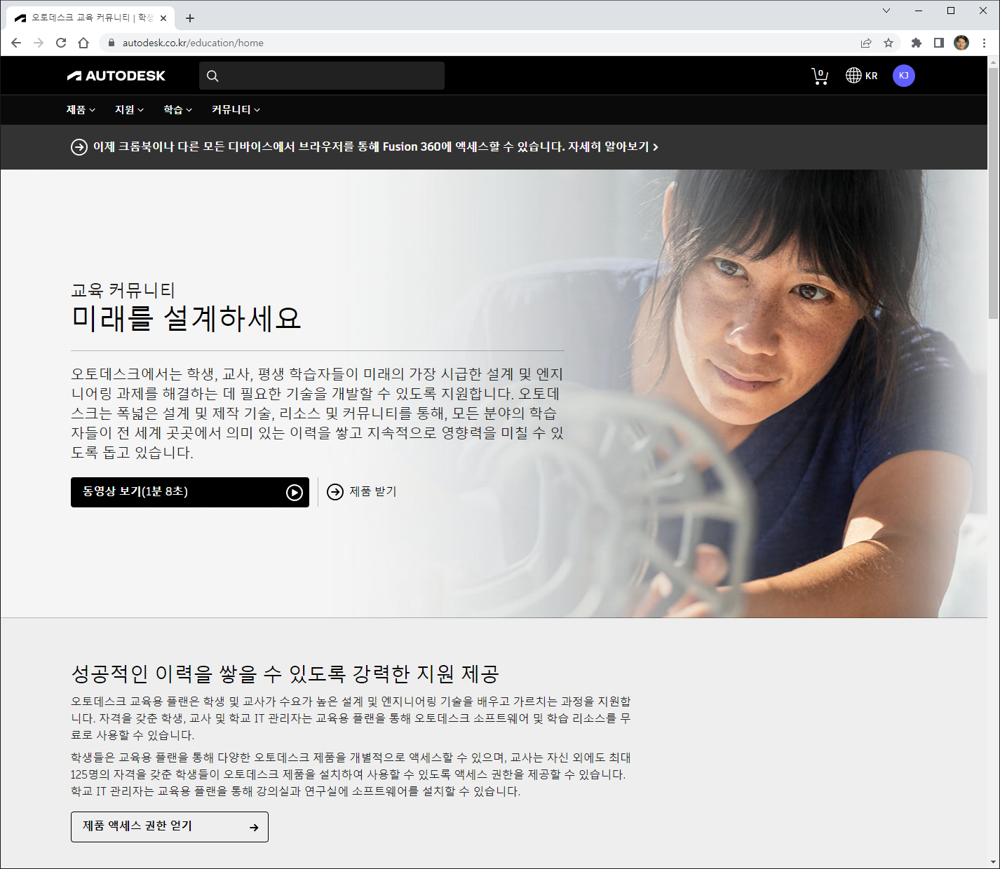 오토데스크 교육 커뮤니티 | 학생
autodesk.co.kr/education/home
AUTODESK
0
KR
KJ
제품
지원
학습
커뮤니티
이제 크롬북이나 다른 모든 디바이스에서 브라우저를 통해 Fusion 360에 액세스할 수 있습니다. 자세히 알아보기
교육 커뮤니티
미래를 설계하세요
오토데스크에서는 학생, 교사, 평생 학습자들이 미래의 가장 시급한 설계 및 엔지
니어링 과제를 해결하는 데 필요한 기술을 개발할 수 있도록 지원합니다. 오토데
스크는 폭넓은 설계 및 제작 기술, 리소스 및 커뮤니티를 통해, 모든 분야의 학습
자들이 전 세계 곳곳에서 의미 있는 이력을 쌓고 지속적으로 영향력을 미칠 수 있
도록 돕고 있습니다.
동영상 보기(1분 8초)
제품 받기
성공적인 이력을 쌓을 수 있도록 강력한 지원 제공
오토데스크 교육용 플랜은 학생 및 교사가 수요가 높은 설계 및 엔지니어링 기술을 배우고 가르치는 과정을 지원합
니다. 자격을 갖춘 학생, 교사 및 학교 IT 관리자는 교육용 플랜을 통해 오토데스크 소프트웨어 및 학습 리소스를 무
료로 사용할 수 있습니다.
학생들은 교육용 플랜을 통해 다양한 오토데스크 제품을 개별적으로 액세스할 수 있으며, 교사는 자신 외에도 최대
125명의 자격을 갖춘 학생들이 오토데스크 제품을 설치하여 사용할 수 있도록 액세스 권한을 제공할 수 있습니다.
학교 IT 관리자는 교육용 플랜을 통해 강의실과 연구실에 소프트웨어를 설치할 수 있습니다.
제품 액세스 권한 얻기